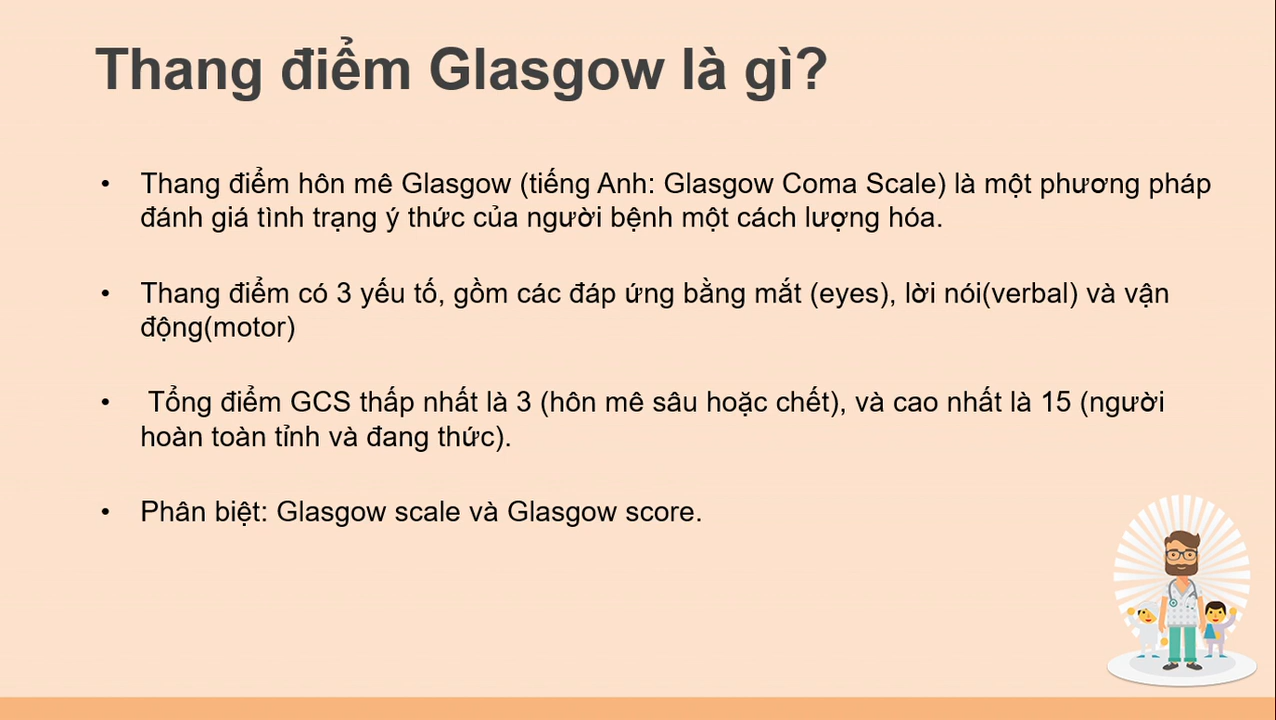 Thang điểm Glasgow là gì?
• Thang điểm hôn mê Glasgow (tiếng Anh: Glasgow Coma Scale) là một phương pháp
đánh giá tình trạng ý thức của người bệnh một cách lượng hóa.
• Thang điểm có 3 yếu tố, gồm các đáp ứng bằng mắt (eyes), lời nói(verbal) và vận
động(motor)
• Tổng điểm GCS thấp nhất là 3 (hôn mê sâu hoặc chết), và cao nhất là 15 (người
hoàn toàn tỉnh và đang thức).
• Phân biệt: Glasgow scale và Glasgow score.